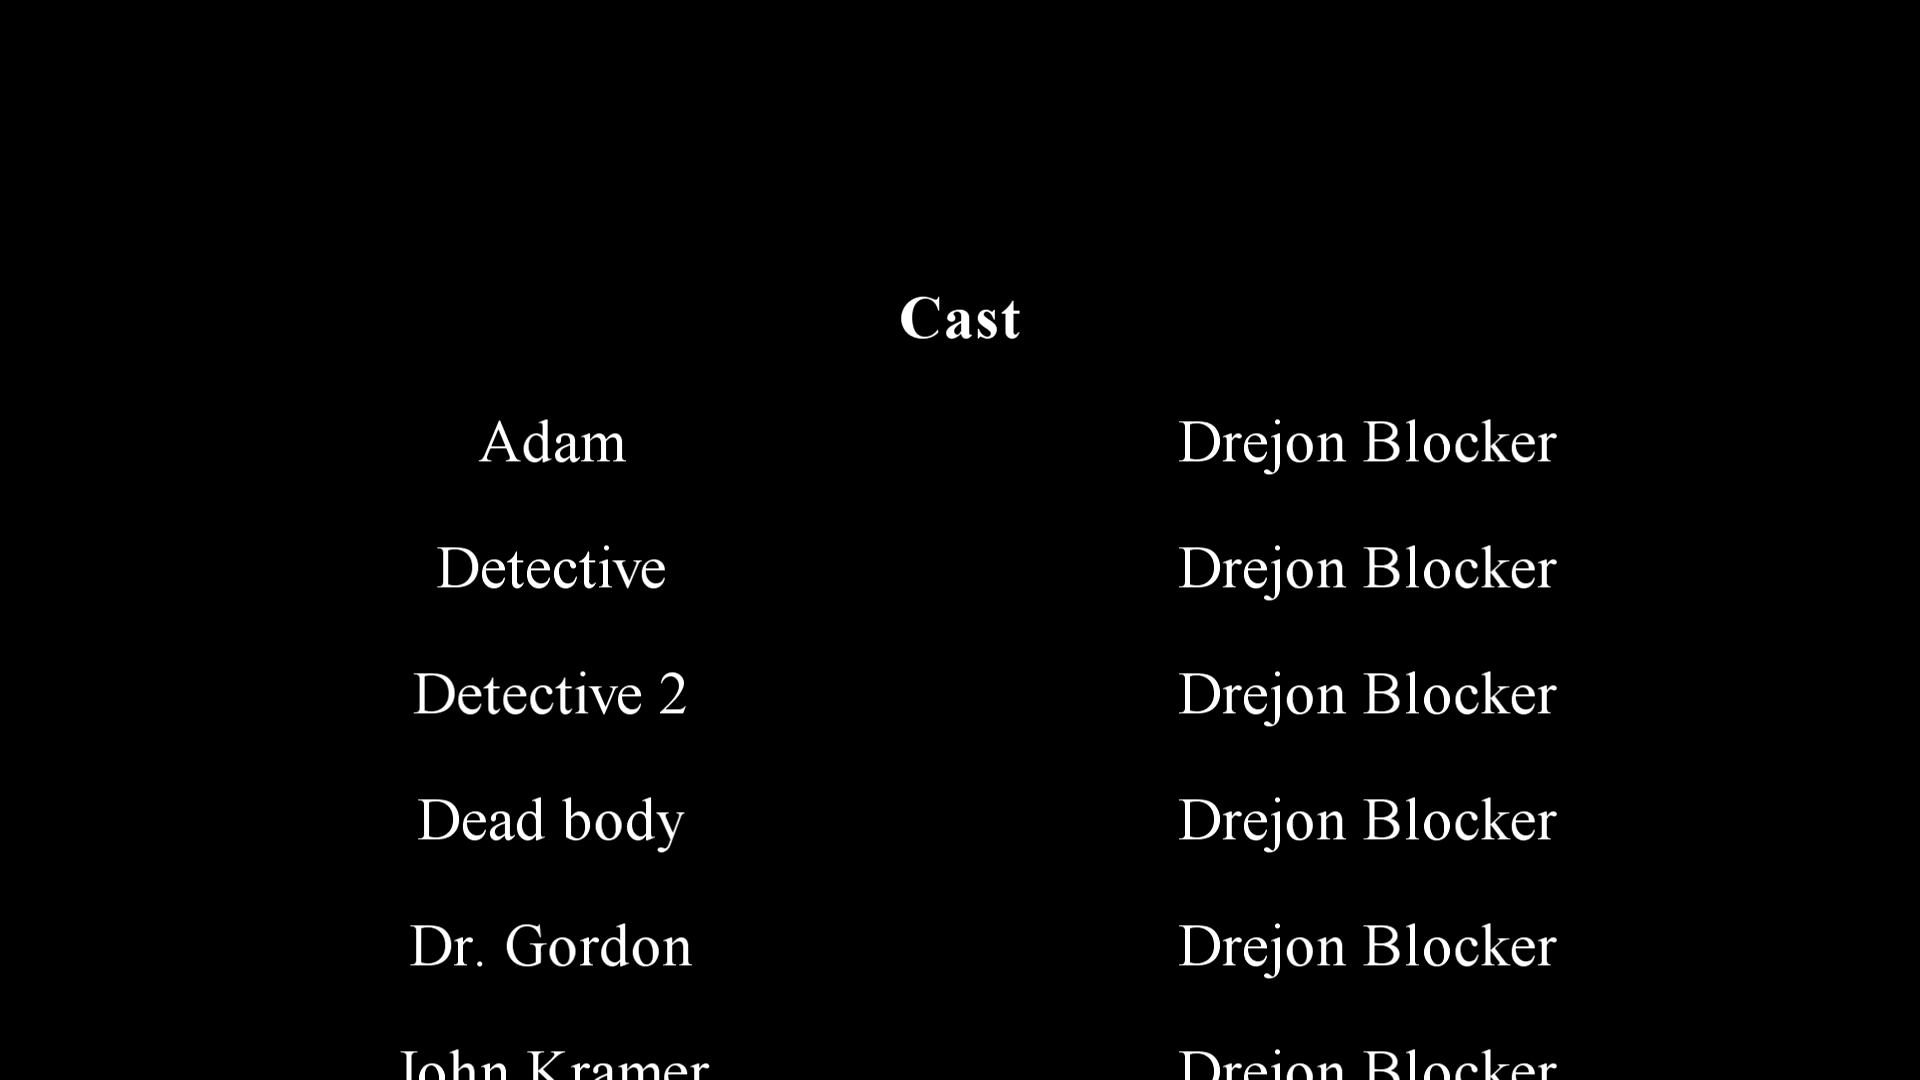 Cast
Adam Drejon Blocker
Detective Drejon Blocker
Detective 2 Drejon Blocker
Dead body Drejon Blocker
Dr. Gordon Drejon Blocker
John Kramer Drejon Blocker